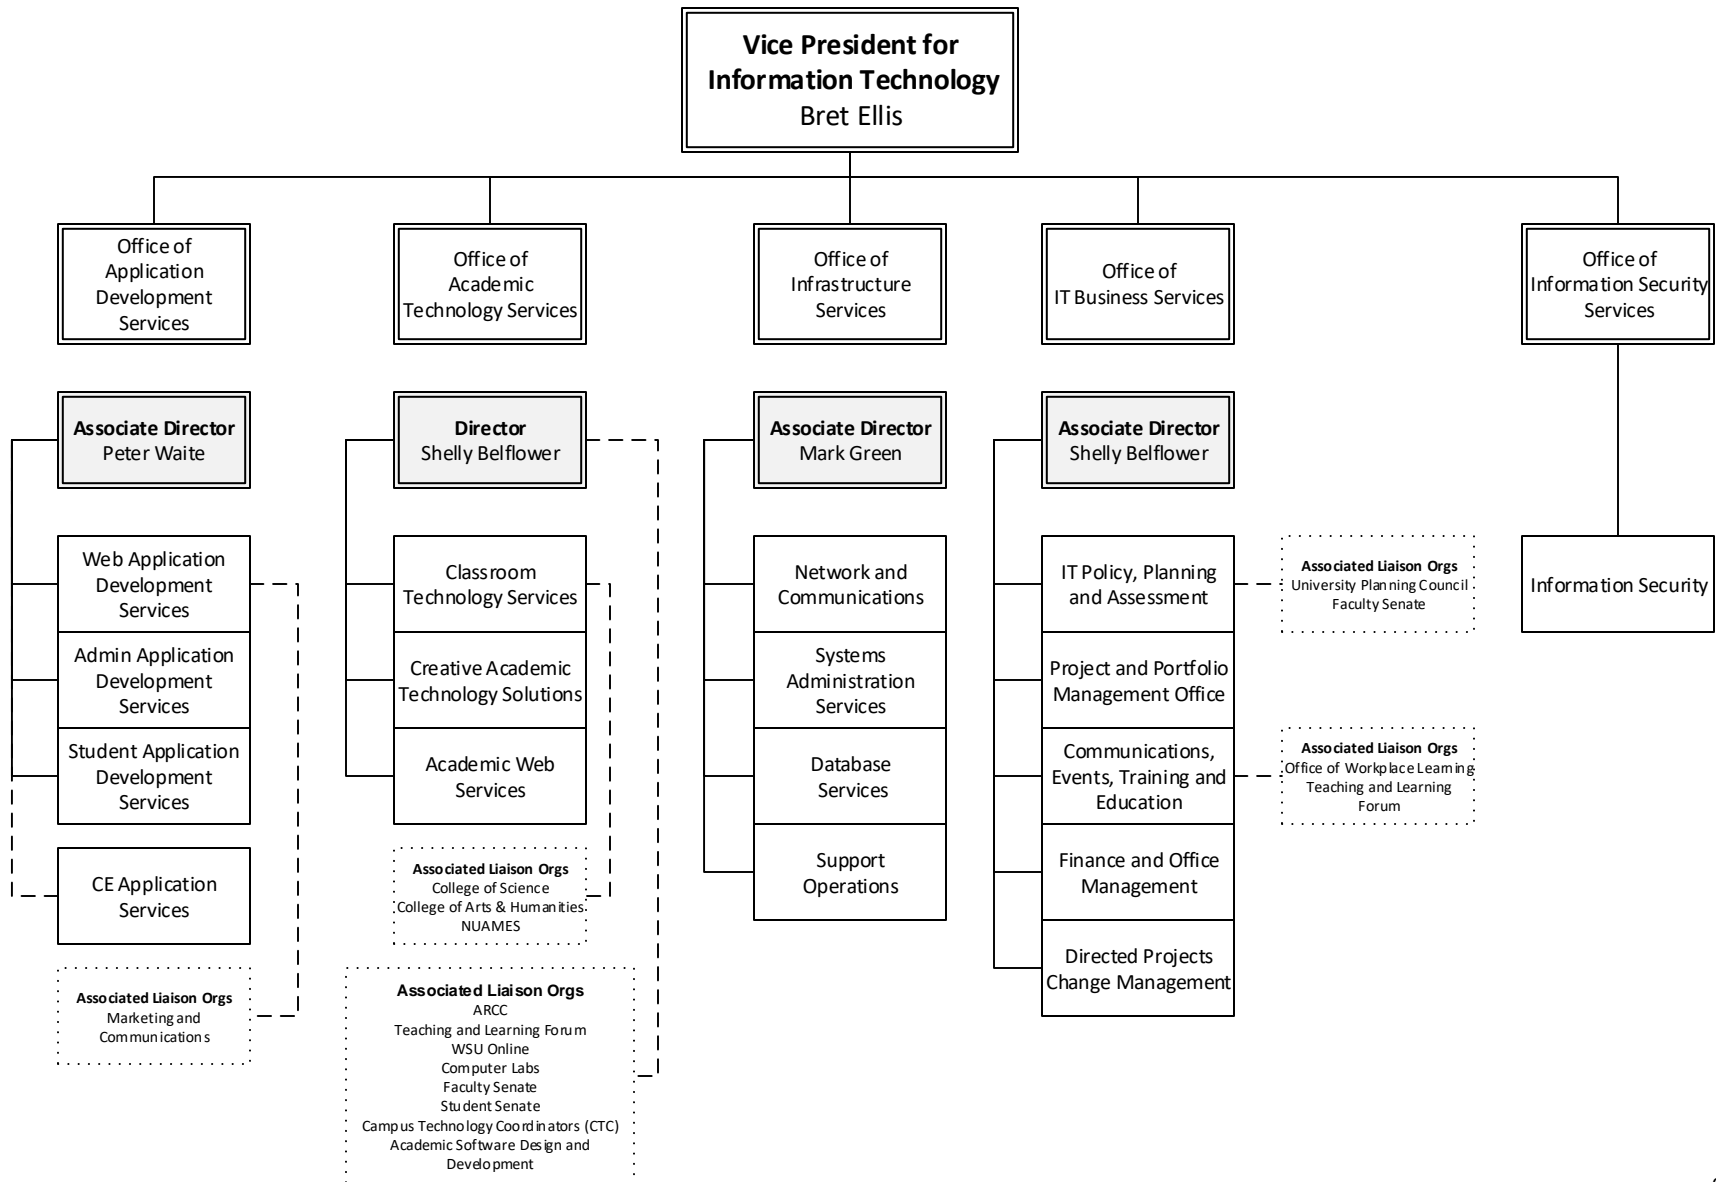 Vice President for
Information Technology
Bret Ellis
Office of
Application
Development
Services
Office of
Academic
Technology Services
Office of
Infrastructure
Services
Office of
IT Business Services
Office of
Information Security
Services
Associate Director
Peter Waite
Director
Shelly Belflower
Associate Director
Mark Green
Associate Director
Shelly Belflower
Web Application
Development
Services
Admin Application
Development
Services
Student Application
Development
Services
CE Application
Services
Associated Liaison Orgs
Marketing and
Communications
Classroom
Technology Services
Creative Academic
Technology Solutions
Academic Web
Services
Associated Liaison Orgs
College of Science
College of Arts & Humanities
NUAMES
Associated Liaison Orgs
ARCC
Teaching and Learning Forum
WSU Online
Computer Labs
Faculty Senate
Student Senate
Campus Technology Coordinators (CTC)
Academic Software Design and
Development
Network and
Communications
Systems
Administration
Services
Database
Services
Support
Operations
IT Policy, Planning
and Assessment
Project and Portfolio
Management Office
Communications,
Events, Training and
Education
Finance and Office
Management
Directed Projects
Change Management
Associated Liaison Orgs
University Planning Council
Faculty Senate
Associated Liaison Orgs
Office of Workplace Learning
Teaching and Learning
Forum
Information Security